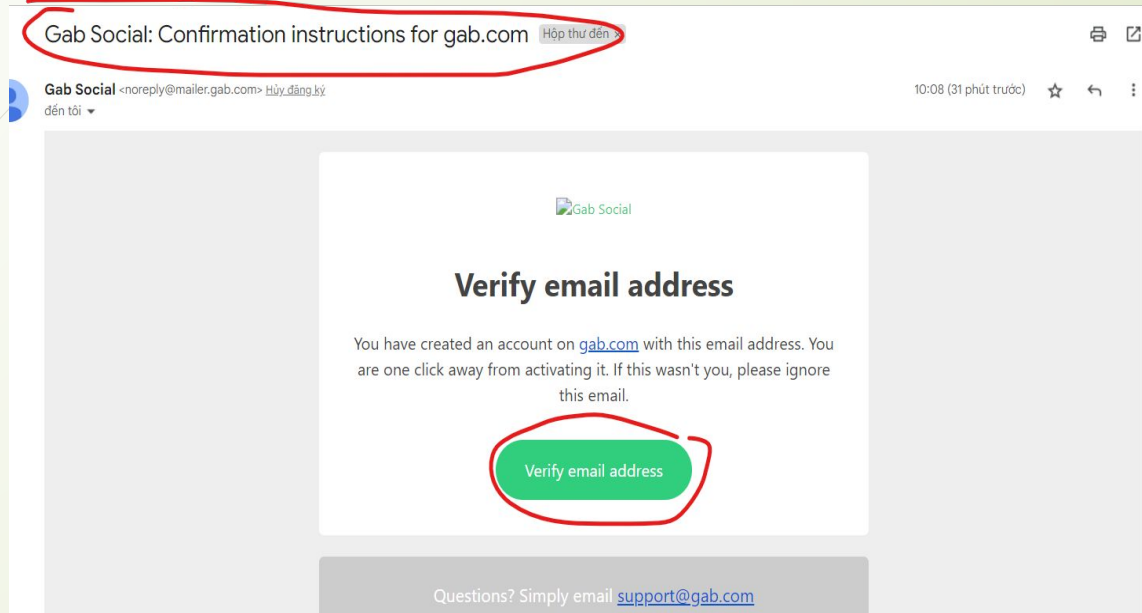 Gab Social: Confirmation instructions for gab.com Hộp thư đến x
Gab Social <noreply@mailer.gab.com> Hủy đăng ký 10:08 (31 phút trước)
đến tôi
Gab Social
Verify email address
You have created an account on gab.com with this email address. You
are one click away from activating it. If this wasn't you, please ignore
this email.
Verify email address
Questions? Simply email support@gab.com